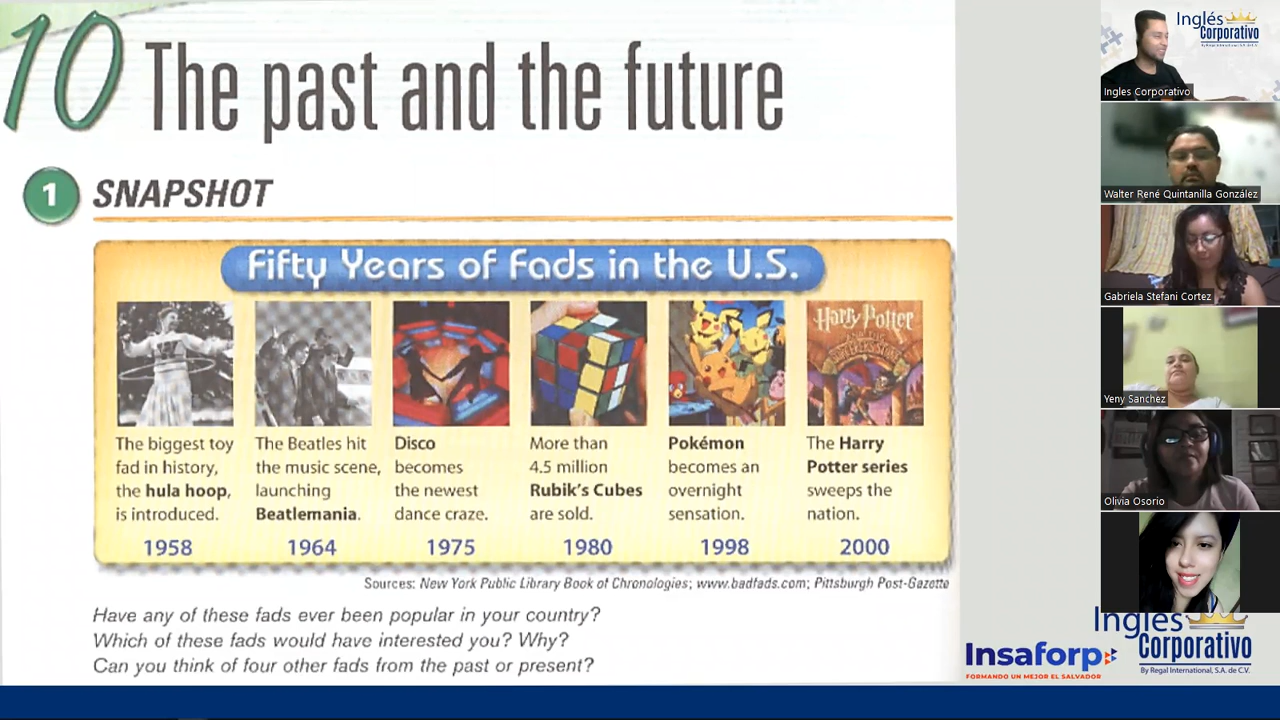 10 The past and the future
1 SNAPSHOT
Fifty Years of Fads in the U.S.
Harry Potter
The biggest toy
fad in history,
the hula hoop,
is introduced.
1958
The Beatles hit
the music scene,
launching
Beatlemania.
1964
Disco
becomes
the newest
dance craze.
1975
More than
4.5 million
Rubik's Cubes
are sold.
1980
Pokémon
becomes an
overnight
sensation.
1998
The Harry
Potter series
sweeps the
nation.
2000
Sources: New York Public Library Book of Chronologies; www.badfads.com; Pittsburgh Post-Gazette
Have any of these fads ever been popular in your country?
Which of these fads would have interested you? Why?
Can you think of four other fads from the past or present?
Inglés
Corporativo
Ingles Corporativo
Walter René Quintanilla González
Gabriela Stefani Cortez
Yeny Sanchez
Olivia Osorio
Insaforp
FORMANDO UN MEJOR EL SALVADOR
Inglés
Corporativo
By Regal International, S.A. de C.V.